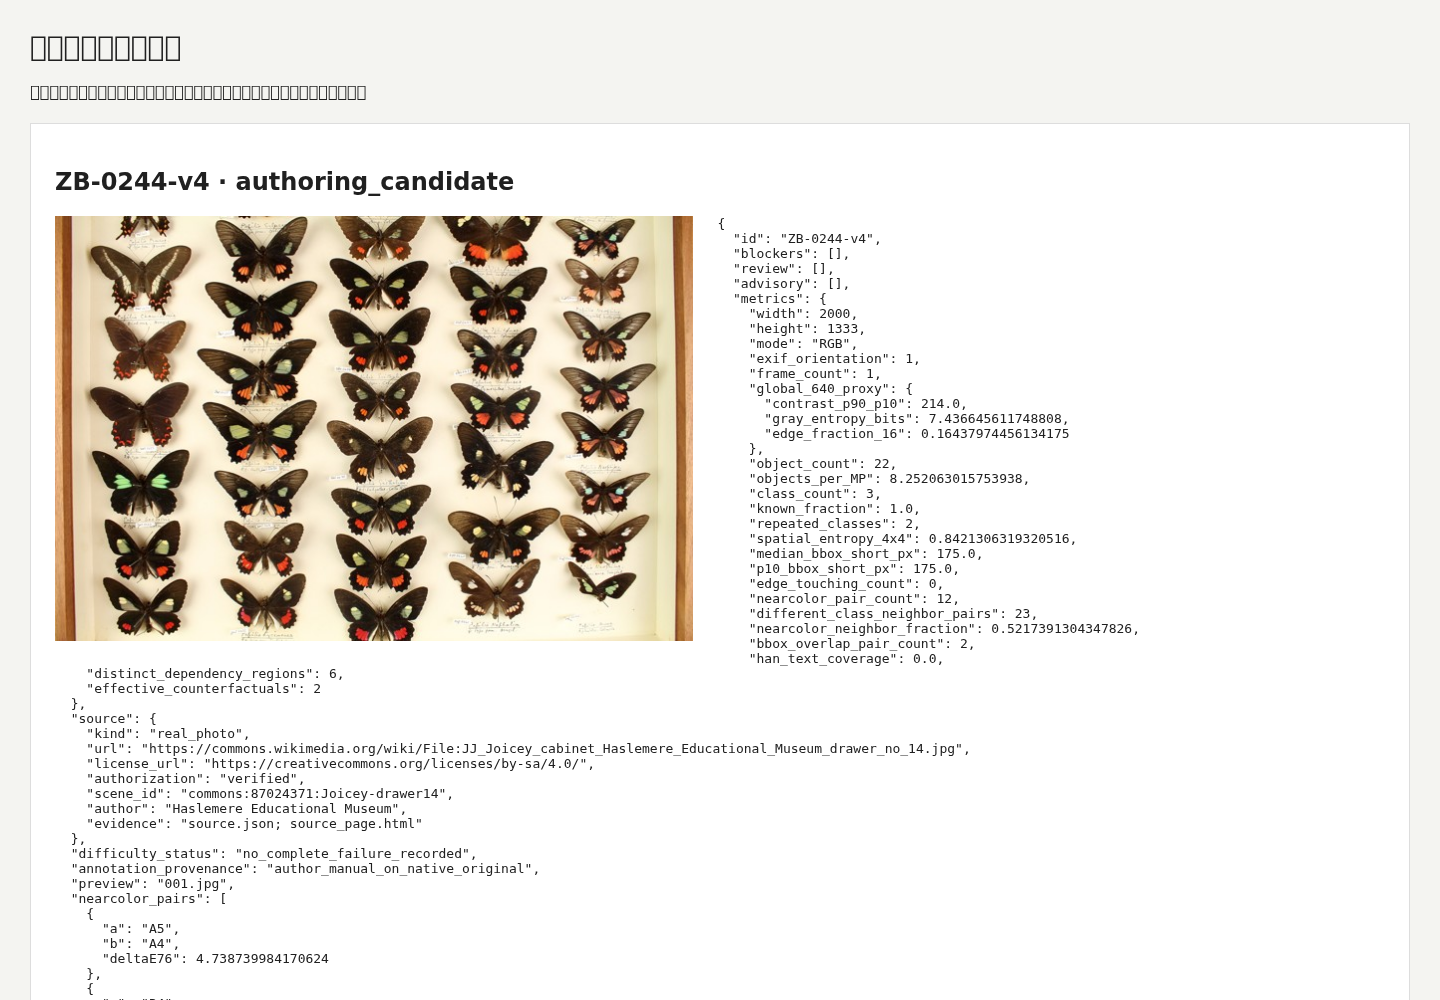 ZB-0244-v4 · authoring_candidate
{
"id": "ZB-0244-v4",
"blockers": [],
"review": [],
"advisory": [],
"metrics": {
"width": 2000,
"height": 1333,
"mode": "RGB",
"exif_orientation": 1,
"frame_count": 1,
"global_640_proxy": {
"contrast_p90_p10": 214.0,
"gray_entropy_bits": 7.436645611748808,
"edge_fraction_16": 0.16437974456134175
},
"object_count": 22,
"objects_per_MP": 8.252063015753938,
"class_count": 3,
"known_fraction": 1.0,
"repeated_classes": 2,
"spatial_entropy_4x4": 0.8421306319320516,
"median_bbox_short_px": 175.0,
"p10_bbox_short_px": 175.0,
"edge_touching_count": 0,
"nearcolor_pair_count": 12,
"different_class_neighbor_pairs": 23,
"nearcolor_neighbor_fraction": 0.5217391304347826,
"bbox_overlap_pair_count": 2,
"han_text_coverage": 0.0,
"distinct_dependency_regions": 6,
"effective_counterfactuals": 2
},
"source": {
"kind": "real_photo",
"url": "https://commons.wikimedia.org/wiki/File:JJ_Joicey_cabinet_Haslemere_Educational_Museum_drawer_no_14.jpg",
"license_url": "https://creativecommons.org/licenses/by-sa/4.0/",
"authorization": "verified",
"scene_id": "commons:87024371:Joicey-drawer14",
"author": "Haslemere Educational Museum",
"evidence": "source.json; source_page.html"
},
"difficulty_status": "no_complete_failure_recorded",
"annotation_provenance": "author_manual_on_native_original",
"preview": "001.jpg",
"nearcolor_pairs": [
{
"a": "A5",
"b": "A4",
"deltaE76": 4.738739984170624
},
{